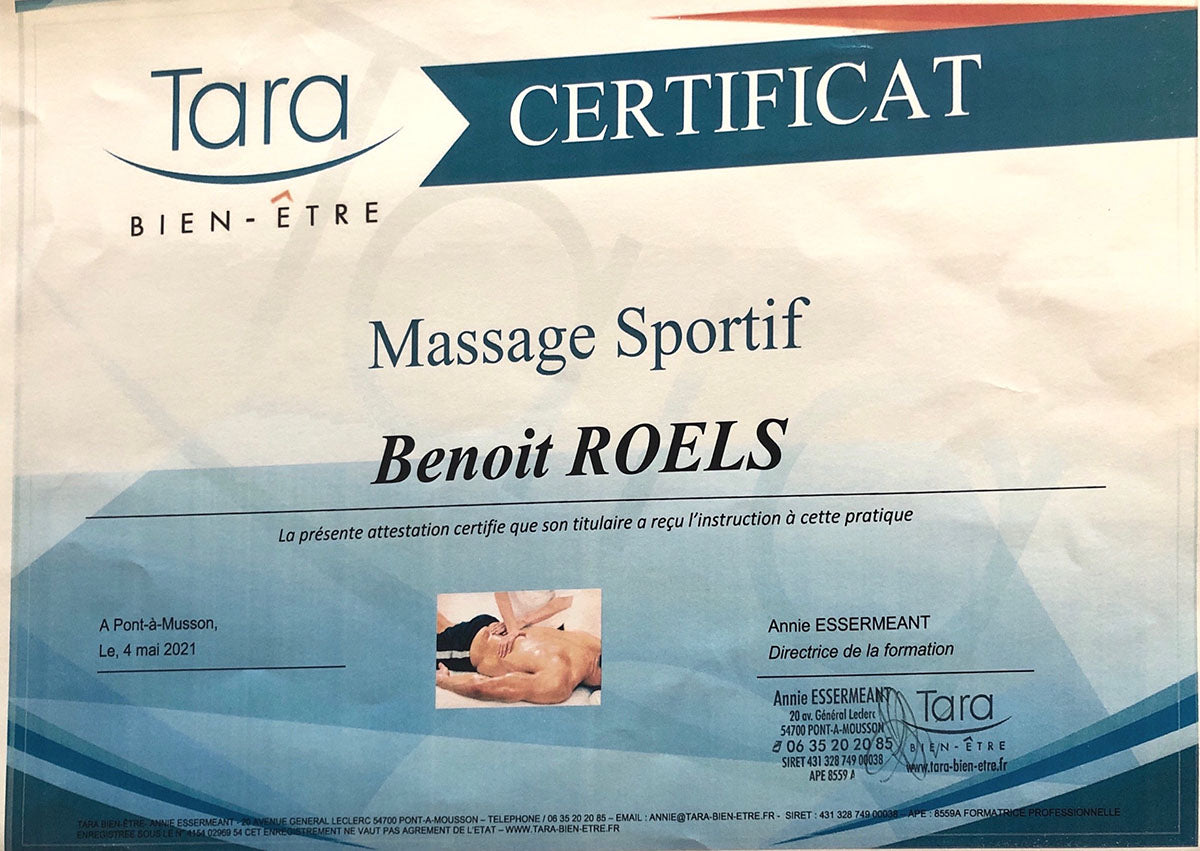 Tara
BIEN-ÊTRE
CERTIFICAT
Massage Sportif
Benoit ROELS
La présente attestation certifie que son titulaire a reçu l'instruction à cette pratique
A Pont-à-Musson,
Le, 4 mai 2021
Annie ESSERMEANT
Directrice de la formation
Annie ESSERMEANT
20 av. Général Leclerc
54700 PONT-A-MOUSSON
06 35 20 20 85
SIRET 431 328 749 00038
APE 8559 A
Tara
BIEN-ÊTRE
www.tara-bien-etre.fr
TARA BIEN-ÊTRE- ANNIE ESSERMEANT - 20 AVENUE GENERAL LECLERC 54700 PONT-A-MOUSSON – TELEPHONE / 06 35 20 20 85 – EMAIL : ANNIE@TARA-BIEN-ETRE.FR - SIRET : 431 328 749 00038 – APE : 8559A FORMATRICE PROFESSIONNELLE
ENREGISTREE SOUS LE N° 4154 02969 54 CET ENREGISTREMENT NE VAUT PAS AGREMENT DE L'ETAT – WWW.TARA-BIEN-ETRE.FR